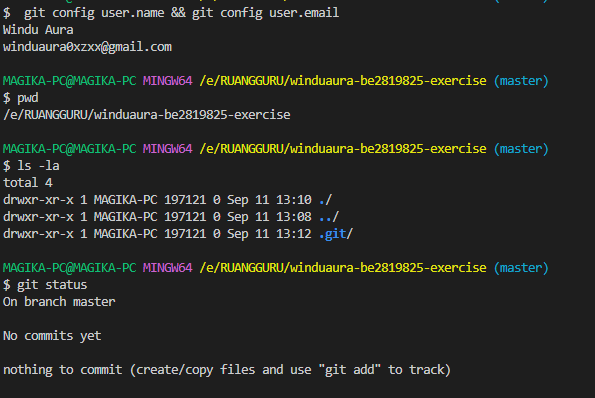 $  git config user.name && git config user.email
Windu Aura
winduaura0xzxx@gmail.com
MAGIKA-PC@MAGIKA-PC MINGW64 /e/RUANGGURU/winduaura-be2819825-exercise (master)
$ pwd
/e/RUANGGURU/winduaura-be2819825-exercise
MAGIKA-PC@MAGIKA-PC MINGW64 /e/RUANGGURU/winduaura-be2819825-exercise (master)
$ ls -la
total 4
drwxr-xr-x 1 MAGIKA-PC 197121 0 Sep 11 13:10 ./
drwxr-xr-x 1 MAGIKA-PC 197121 0 Sep 11 13:08 ../
drwxr-xr-x 1 MAGIKA-PC 197121 0 Sep 11 13:12 .git/
MAGIKA-PC@MAGIKA-PC MINGW64 /e/RUANGGURU/winduaura-be2819825-exercise (master)
$ git status
On branch master
No commits yet
nothing to commit (create/copy files and use "git add" to track)